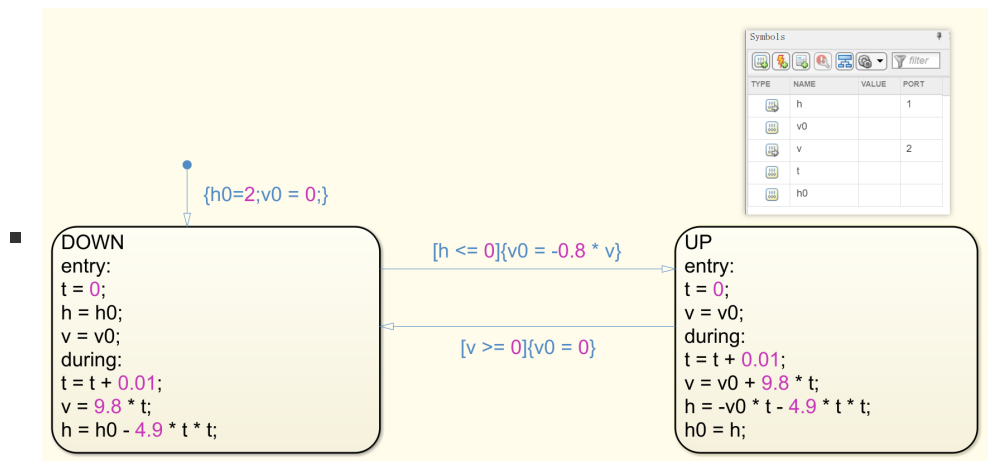 Symbols
filter
TYPE NAME VALUE PORT
h 1
v0
v 2
t
h0
{h0=2;v0 = 0;}
DOWN
entry:
t = 0;
h = h0;
v = v0;
during:
t = t + 0.01;
v = 9.8 * t;
h = h0 - 4.9 * t * t;
[h <= 0]{v0 = -0.8 * v}
[v >= 0]{v0 = 0}
UP
entry:
t = 0;
v = v0;
during:
t = t + 0.01;
v = v0 + 9.8 * t;
h = -v0 * t - 4.9 * t * t;
h0 = h;